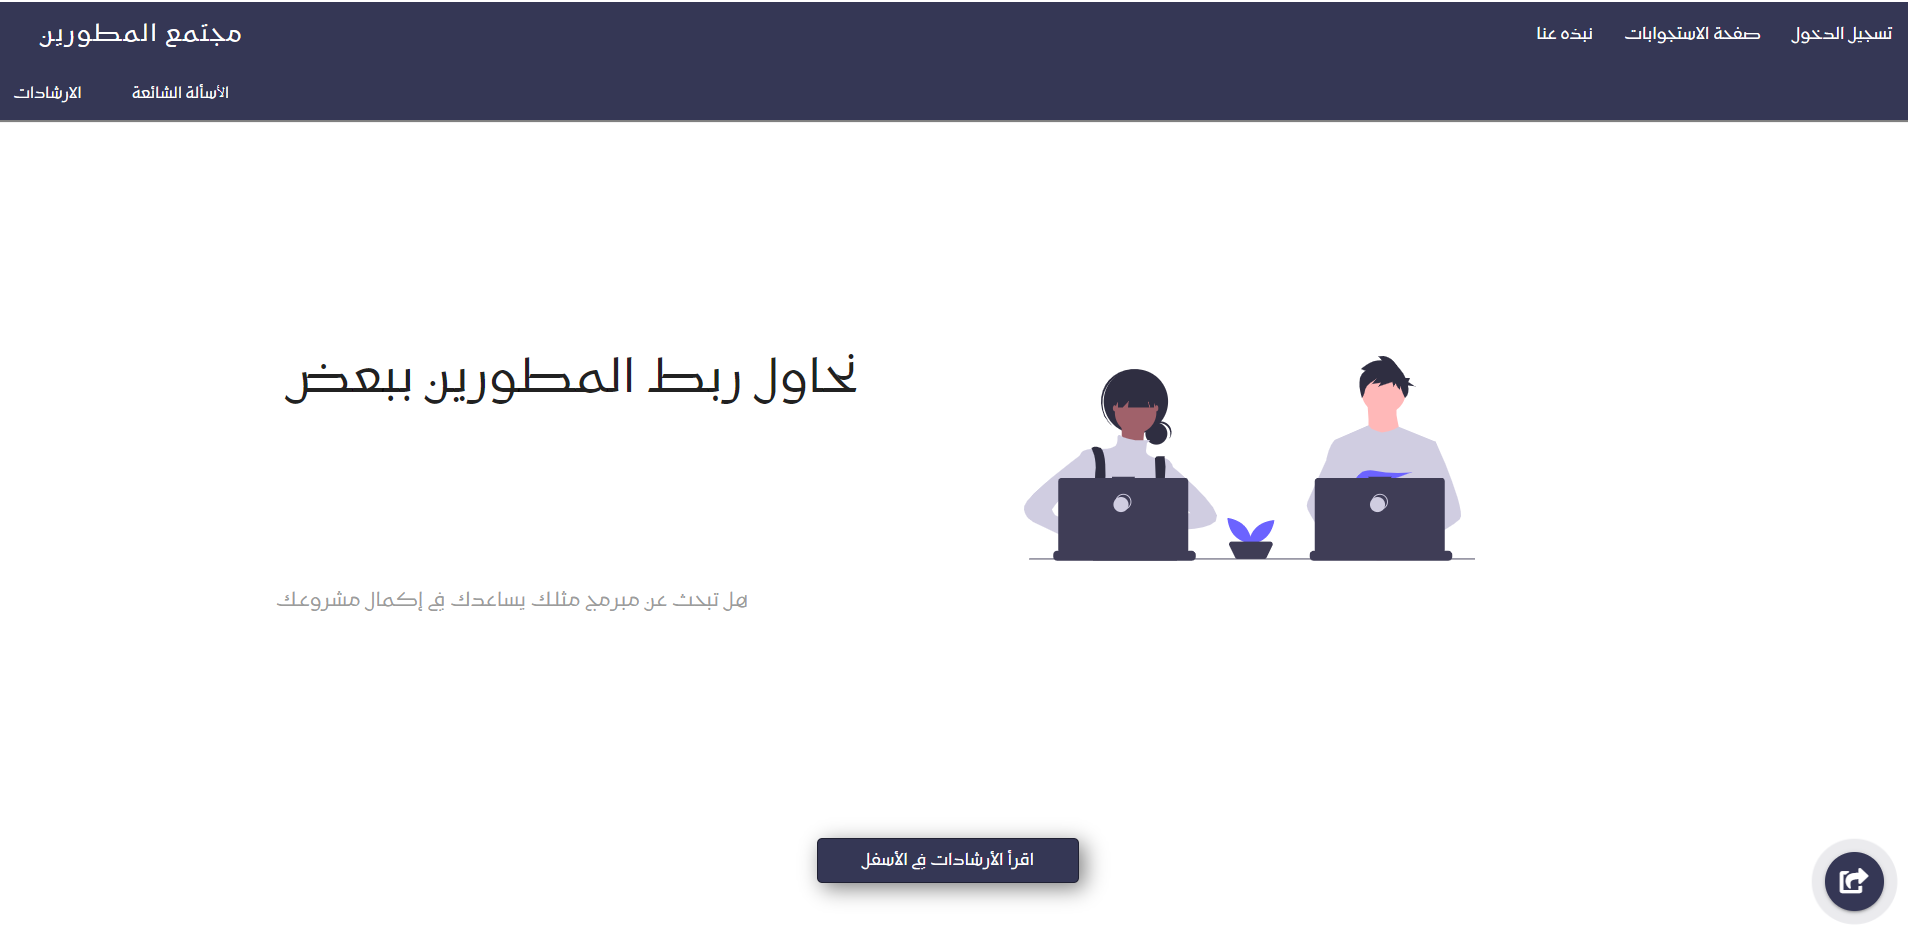 تسجيل الدخول
صفحة الاستجوابات
نبذه عنا
مجتمع المطورين
الأسألة الشائعة
الارشادات
نحاول ربط المطورين ببعض
هل تبحث عن مبرمج مثلك يساعدك في إكمال مشروعك
اقرأ الأرشادات في الأسفل